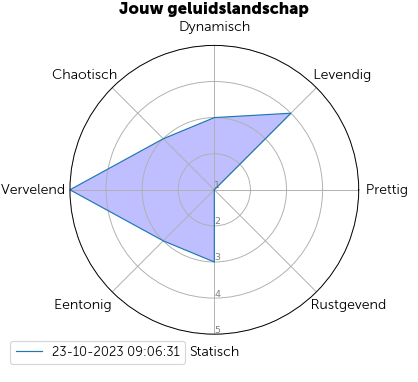 Jouw geluidslandschap
Dynamisch
Chaotisch
Levendig
Vervelend
1
Prettig
2
3
4
Eentonig
Rustgevend
5
23-10-2023 09:06:31
Statisch